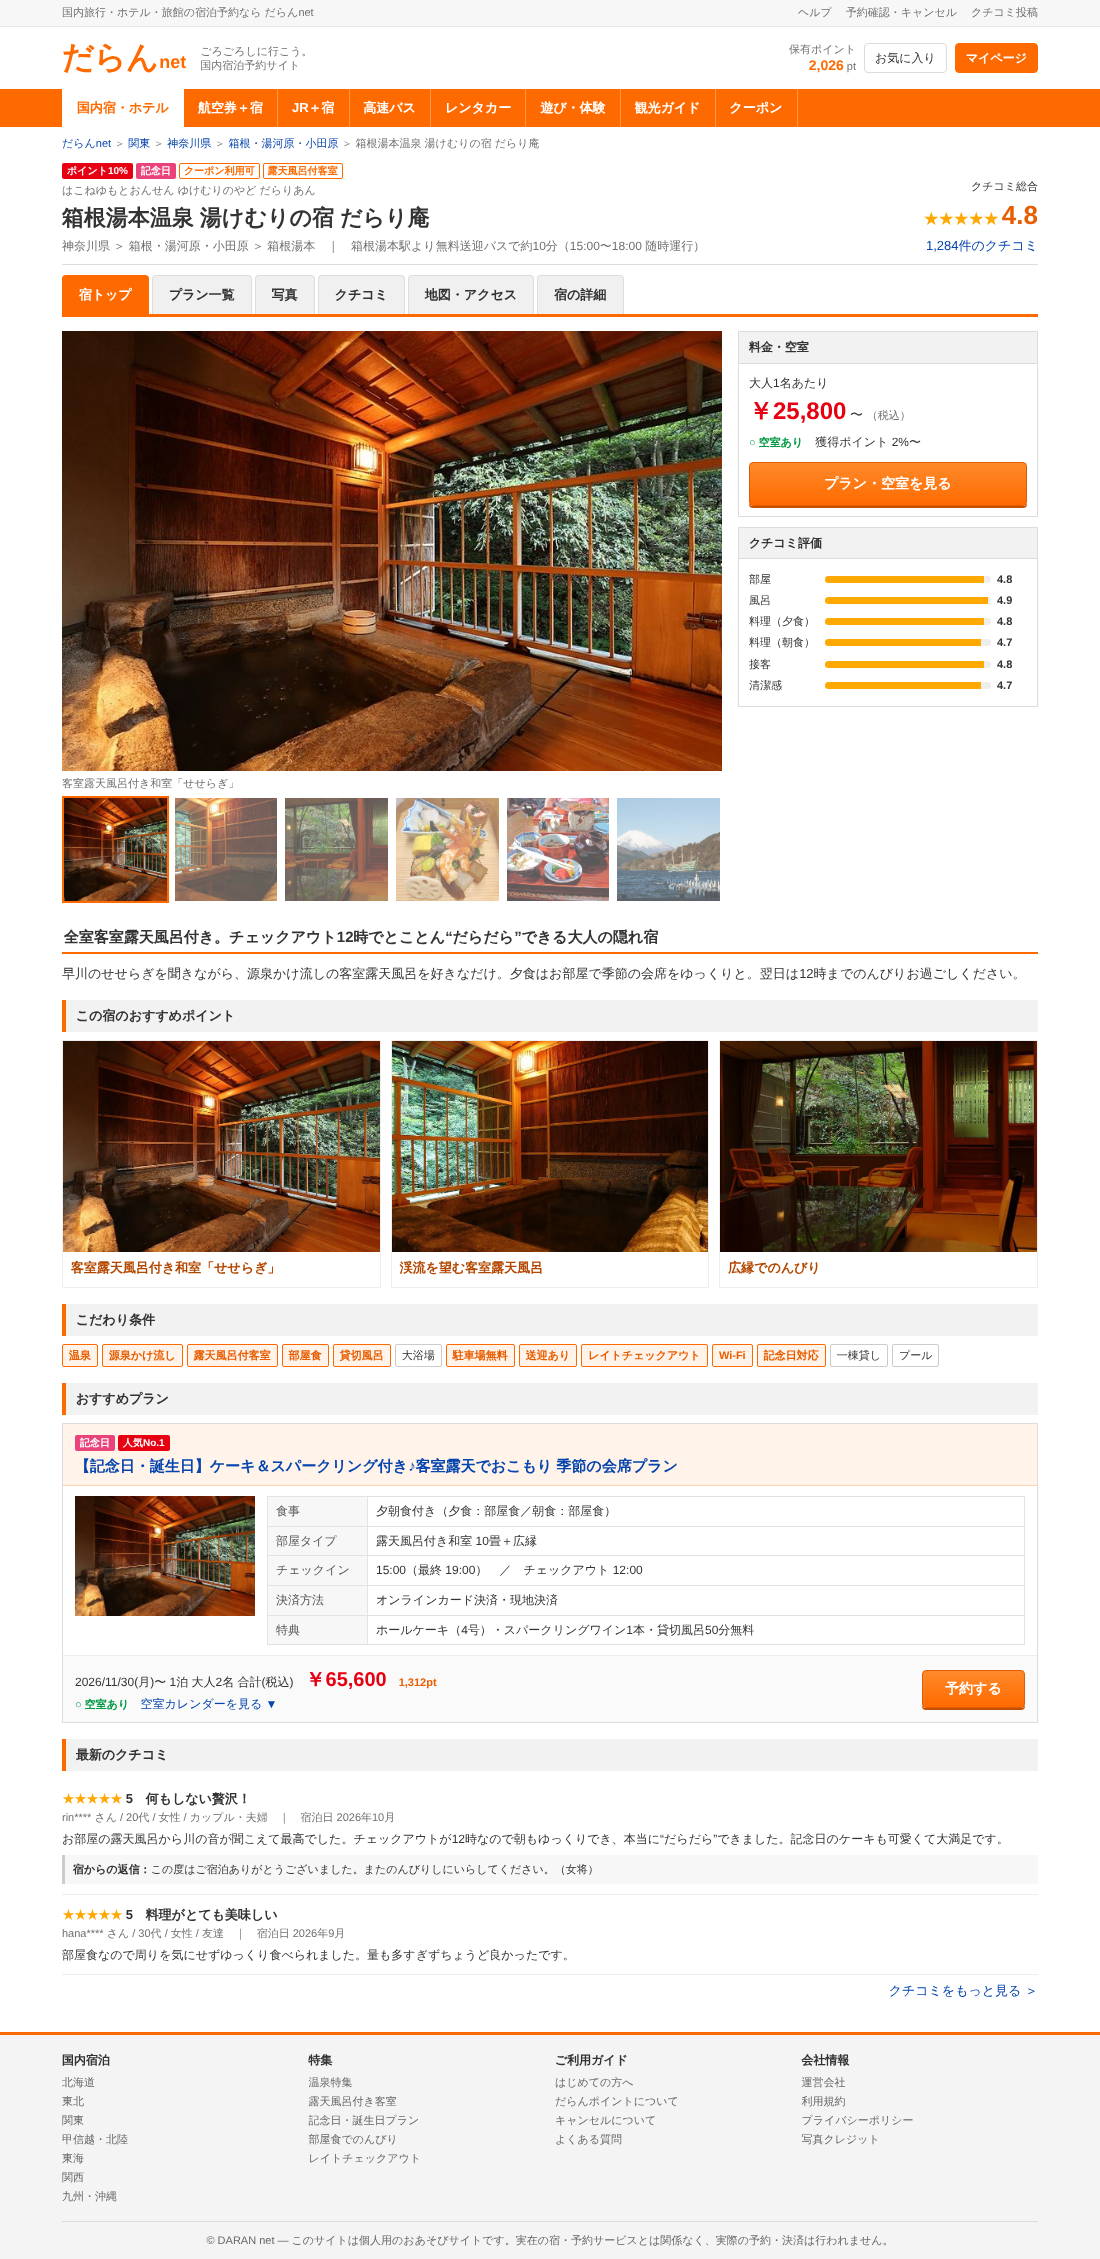 国内旅行・ホテル・旅館の宿泊予約なら だらんnet
ヘルプ 予約確認・キャンセル クチコミ投稿
だらんnet
ごろごろしに行こう。
国内宿泊予約サイト
保有ポイント
2,026 pt
お気に入り
マイページ
国内宿・ホテル 航空券＋宿 JR＋宿 高速バス レンタカー 遊び・体験 観光ガイド クーポン
だらんnet ＞ 関東 ＞ 神奈川県 ＞ 箱根・湯河原・小田原 ＞ 箱根湯本温泉 湯けむりの宿 だらり庵
ポイント10% 記念日 クーポン利用可 露天風呂付客室
はこねゆもとおんせん ゆけむりのやど だらりあん
箱根湯本温泉 湯けむりの宿 だらり庵
神奈川県 ＞ 箱根・湯河原・小田原 ＞ 箱根湯本 ｜ 箱根湯本駅より無料送迎バスで約10分（15:00〜18:00 随時運行）
クチコミ総合
★★★★★ 4.8
1,284件のクチコミ
宿トップ プラン一覧 写真 クチコミ 地図・アクセス 宿の詳細
客室露天風呂付き和室「せせらぎ」
料金・空室
大人1名あたり
￥25,800 〜 （税込）
○ 空室あり 獲得ポイント 2%〜
プラン・空室を見る
クチコミ評価
部屋 4.8
風呂 4.9
料理（夕食） 4.8
料理（朝食） 4.7
接客 4.8
清潔感 4.7
全室客室露天風呂付き。チェックアウト12時でとことん“だらだら”できる大人の隠れ宿
早川のせせらぎを聞きながら、源泉かけ流しの客室露天風呂を好きなだけ。夕食はお部屋で季節の会席をゆっくりと。翌日は12時までのんびりお過ごしください。
この宿のおすすめポイント
客室露天風呂付き和室「せせらぎ」
渓流を望む客室露天風呂
広縁でのんびり
こだわり条件
温泉 源泉かけ流し 露天風呂付客室 部屋食 貸切風呂 大浴場 駐車場無料 送迎あり レイトチェックアウト Wi-Fi 記念日対応 一棟貸し プール
おすすめプラン
記念日 人気No.1
【記念日・誕生日】ケーキ＆スパークリング付き♪客室露天でおこもり 季節の会席プラン
食事 夕朝食付き（夕食：部屋食／朝食：部屋食）
部屋タイプ 露天風呂付き和室 10畳＋広縁
チェックイン 15:00（最終 19:00） ／ チェックアウト 12:00
決済方法 オンラインカード決済・現地決済
特典 ホールケーキ（4号）・スパークリングワイン1本・貸切風呂50分無料
2026/11/30(月)〜 1泊 大人2名 合計(税込) ￥65,600 1,312pt
○ 空室あり 空室カレンダーを見る ▼
予約する
最新のクチコミ
★★★★★ 5 何もしない贅沢！
rin**** さん / 20代 / 女性 / カップル・夫婦 ｜ 宿泊日 2026年10月
お部屋の露天風呂から川の音が聞こえて最高でした。チェックアウトが12時なので朝もゆっくりでき、本当に“だらだら”できました。記念日のケーキも可愛くて大満足です。
宿からの返信：この度はご宿泊ありがとうございました。またのんびりしにいらしてください。（女将）
★★★★★ 5 料理がとても美味しい
hana**** さん / 30代 / 女性 / 友達 ｜ 宿泊日 2026年9月
部屋食なので周りを気にせずゆっくり食べられました。量も多すぎずちょうど良かったです。
クチコミをもっと見る ＞
国内宿泊
北海道
東北
関東
甲信越・北陸
東海
関西
九州・沖縄
特集
温泉特集
露天風呂付き客室
記念日・誕生日プラン
部屋食でのんびり
レイトチェックアウト
ご利用ガイド
はじめての方へ
だらんポイントについて
キャンセルについて
よくある質問
会社情報
運営会社
利用規約
プライバシーポリシー
写真クレジット
© DARAN net — このサイトは個人用のおあそびサイトです。実在の宿・予約サービスとは関係なく、実際の予約・決済は行われません。